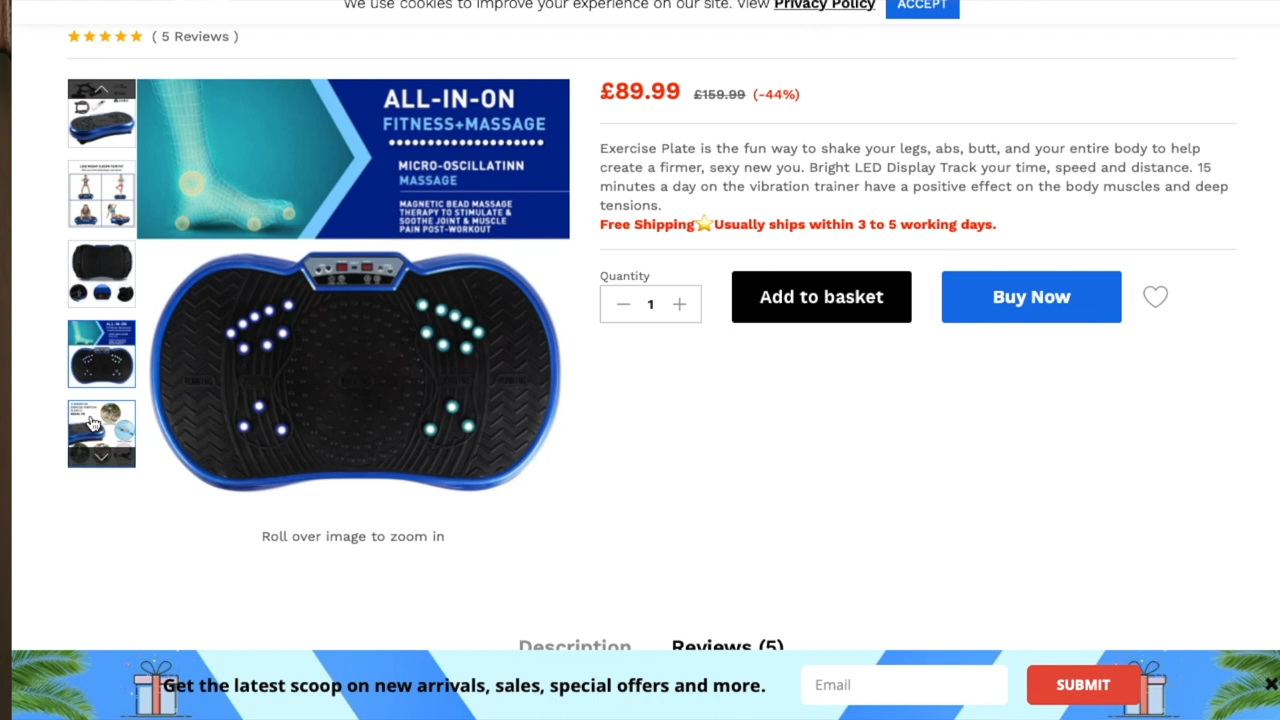 We use cookies to improve your experience on our site. View Privacy Policy
ACCEPT
( 5 Reviews )
ALL-IN-ON
FITNESS+MASSAGE
MICRO-OSCILLATINN
MASSAGE
MAGNETIC BEAD MASSAGE
THERAPY TO STIMULATE &
SOOTHE JOINT & MUSCLE
PAIN POST-WORKOUT
£89.99 £159.99 (-44%)
Exercise Plate is the fun way to shake your legs, abs, butt, and your entire body to help
create a firmer, sexy new you. Bright LED Display Track your time, speed and distance. 15
minutes a day on the vibration trainer have a positive effect on the body muscles and deep
tensions.
Free Shipping⭐Usually ships within 3 to 5 working days.
Quantity
1
Add to basket
Buy Now
Roll over image to zoom in
Description
Reviews (5)
Get the latest scoop on new arrivals, sales, special offers and more.
Email
SUBMIT